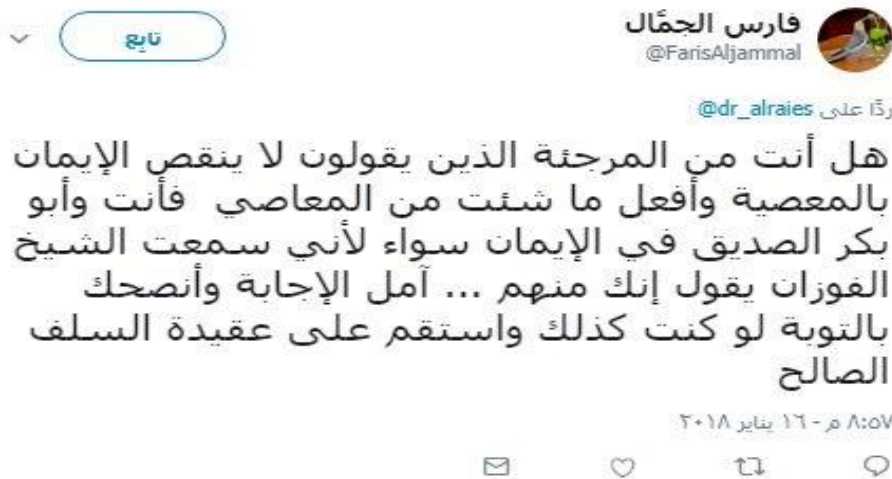 فارس الجمَّال
@FarisAljammal
تابِع
ردًا على @dr_alraies
هل أنت من المرجئة الذين يقولون لا ينقص الإيمان
بالمعصية وأفعل ما شئت من المعاصي فأنت وأبو
بكر الصديق في الإيمان سواء لأني سمعت الشيخ
الفوزان يقول إنك منهم ... آمل الإجابة وأنصحك
بالتوبة لو كنت كذلك واستقم على عقيدة السلف
الصالح
٨:٥٧ م - ١٦ يناير ٢٠١٨